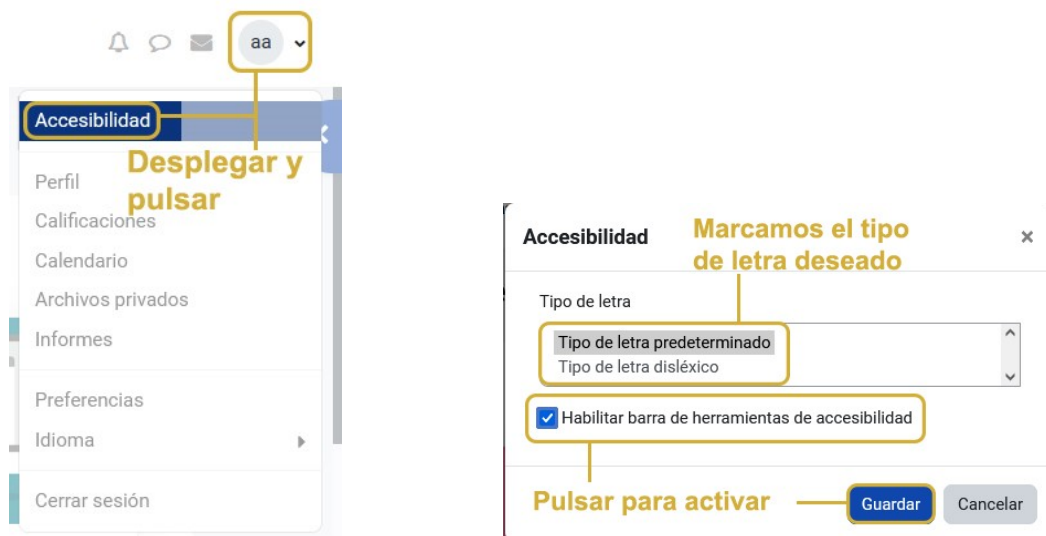 aa
Accesibilidad
Desplegar y
pulsar
Perfil
Calificaciones
Calendario
Archivos privados
Informes
Preferencias
Idioma
Cerrar sesión
Accesibilidad
Marcamos el tipo
de letra deseado
Tipo de letra
Tipo de letra predeterminado
Tipo de letra disléxico
Habilitar barra de herramientas de accesibilidad
Pulsar para activar
Guardar
Cancelar